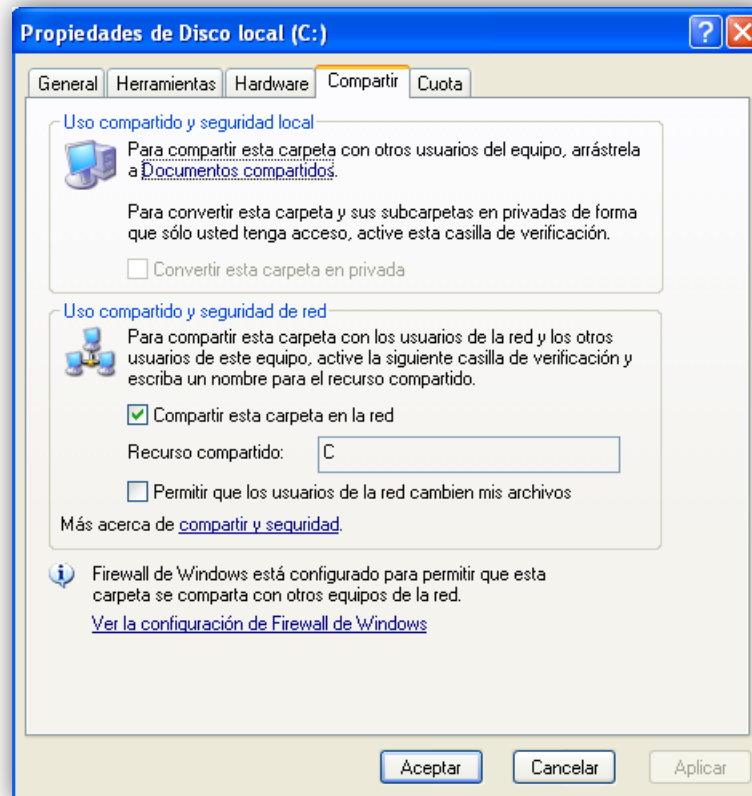 Propiedades de Disco local (C:)
General Herramientas Hardware Compartir Cuota
Uso compartido y seguridad local
Para compartir esta carpeta con otros usuarios del equipo, arrástrela
a Documentos compartidos.
Para convertir esta carpeta y sus subcarpetas en privadas de forma
que sólo usted tenga acceso, active esta casilla de verificación.
Convertir esta carpeta en privada
Uso compartido y seguridad de red
Para compartir esta carpeta con los usuarios de la red y los otros
usuarios de este equipo, active la siguiente casilla de verificación y
escriba un nombre para el recurso compartido.
Compartir esta carpeta en la red
Recurso compartido: C
Permitir que los usuarios de la red cambien mis archivos
Más acerca de compartir y seguridad.
Firewall de Windows está configurado para permitir que esta
carpeta se comparta con otros equipos de la red.
Ver la configuración de Firewall de Windows
Aceptar Cancelar Aplicar